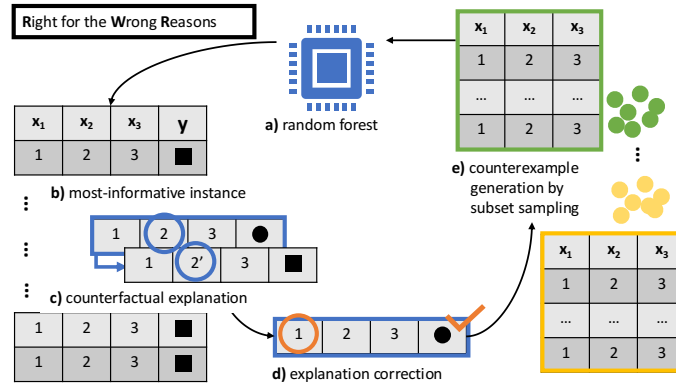 Right for the Wrong Reasons
x1 x2 x3
1 2 3
... ... ...
1 2 3
a) random forest
x1 x2 x3 y
1 2 3
b) most-informative instance
e) counterexample
generation by
subset sampling
1 2 3
1 2' 3
c) counterfactual explanation
1 2 3
1 2 3
1 2 3
d) explanation correction
x1 x2 x3
1 2 3
... ... ...
1 2 3